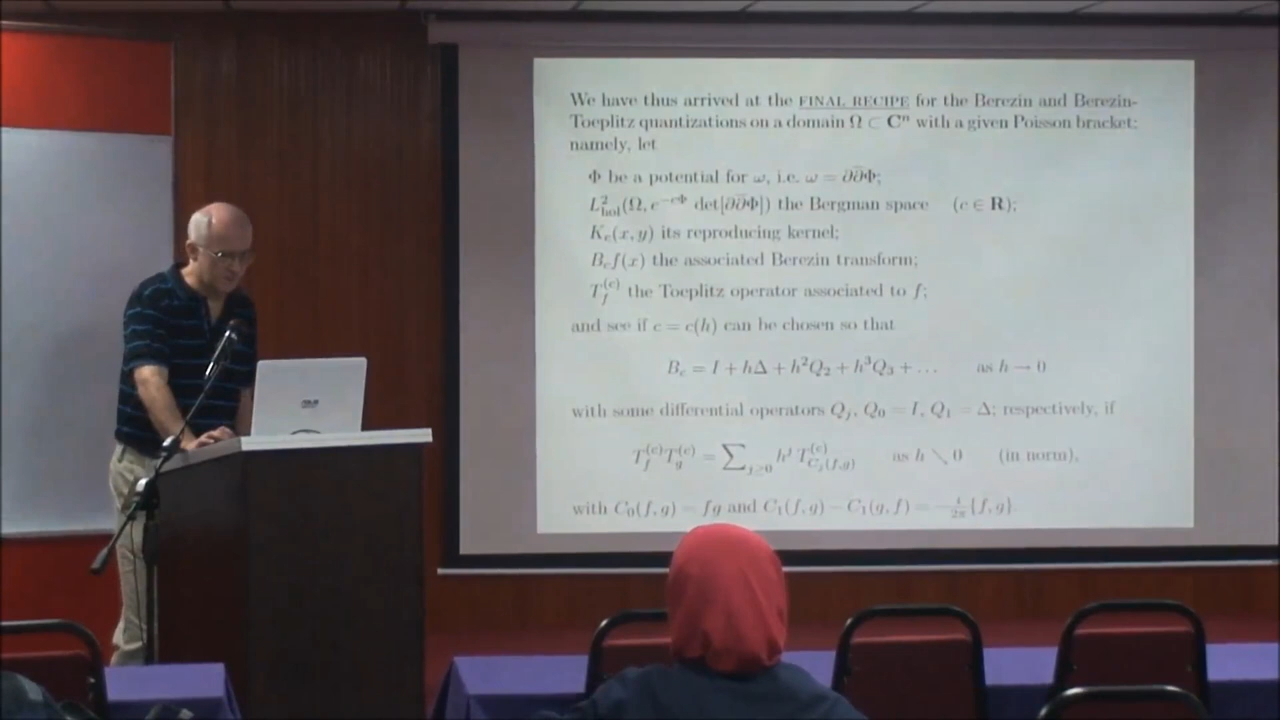 We have thus arrived at the FINAL RECIPE for the Berezin and Berezin-
Toeplitz quantizations on a domain Ω ⊂ Cⁿ with a given Poisson bracket:
namely, let
Φ be a potential for ω, i.e. ω = ∂∂̄Φ;
L²_hol(Ω, e^{−cΦ} det[∂∂̄Φ]) the Bergman space (c ∈ R);
K_c(x, y) its reproducing kernel;
B_c f(x) the associated Berezin transform;
T_f^{(c)} the Toeplitz operator associated to f;
and see if c = c(h) can be chosen so that
B_c = I + hΔ + h²Q₂ + h³Q₃ + ... as h → 0
with some differential operators Q_j, Q₀ = I, Q₁ = Δ; respectively, if
T_f^{(c)} T_g^{(c)} = ∑_{j≥0} h^j T^{(c)}_{C_j(f,g)} as h ↘ 0 (in norm),
with C₀(f, g) = fg and C₁(f, g) − C₁(g, f) = −i/2π {f, g}.
ASUS